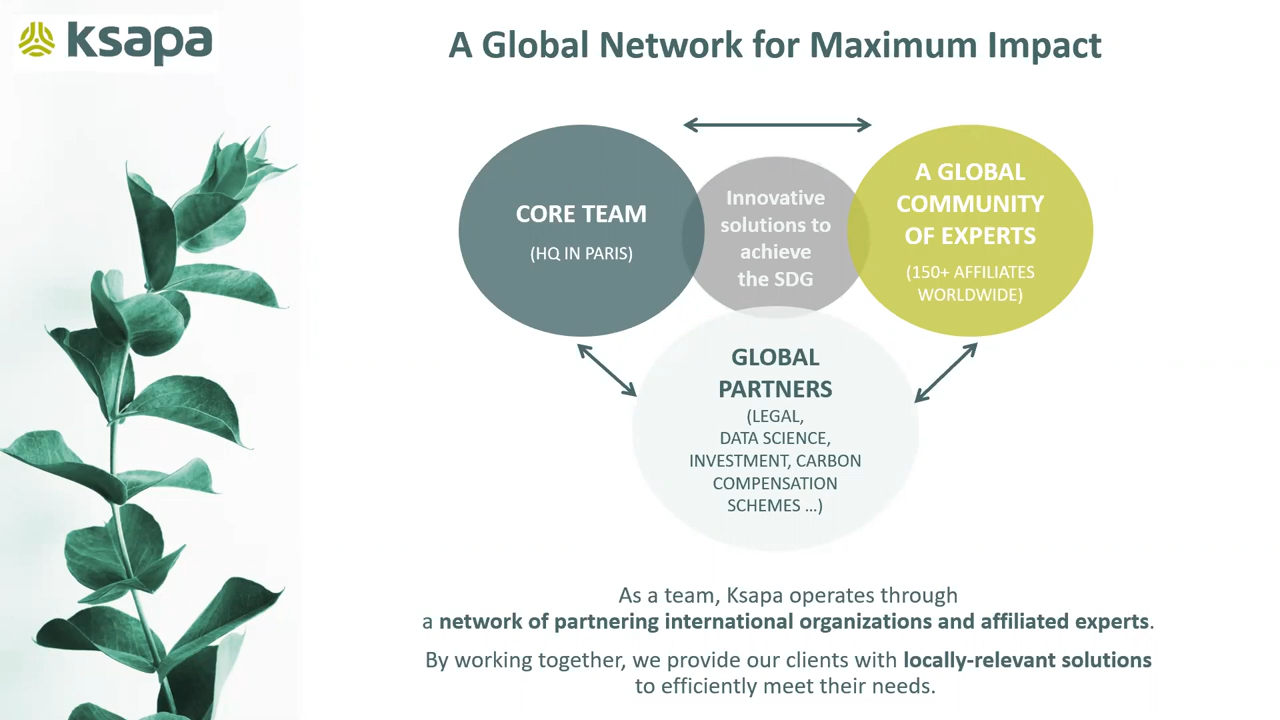 ksapa
A Global Network for Maximum Impact
CORE TEAM
(HQ IN PARIS)
Innovative
solutions to
achieve
the SDG
A GLOBAL
COMMUNITY
OF EXPERTS
(150+ AFFILIATES
WORLDWIDE)
GLOBAL
PARTNERS
(LEGAL,
DATA SCIENCE,
INVESTMENT, CARBON
COMPENSATION
SCHEMES ...)
As a team, Ksapa operates through
a network of partnering international organizations and affiliated experts.
By working together, we provide our clients with locally-relevant solutions
to efficiently meet their needs.